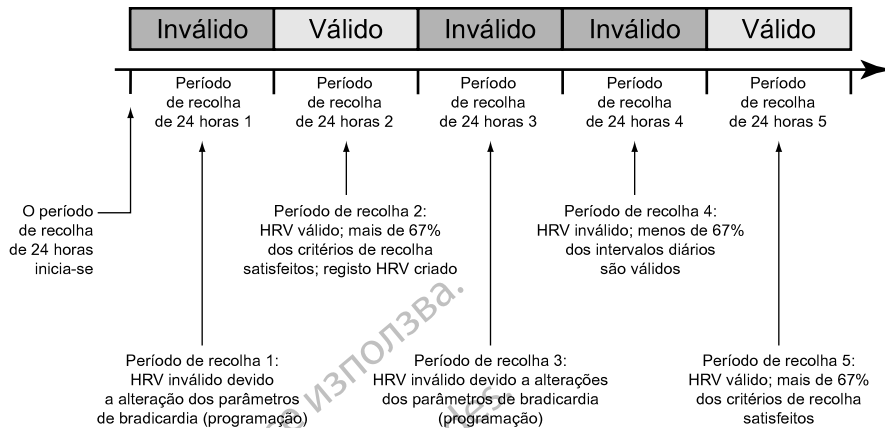 Inválido
Válido
Inválido
Inválido
Válido
Período
de recolha
de 24 horas 1
Período
de recolha
de 24 horas 2
Período
de recolha
de 24 horas 3
Período
de recolha
de 24 horas 4
Período
de recolha
de 24 horas 5
O período
de recolha
de 24 horas
inicia-se
Período de recolha 2:
HRV válido; mais de 67%
dos critérios de recolha
satisfeitos; registo HRV criado
Período de recolha 4:
HRV inválido; menos de 67%
dos intervalos diários
são válidos
Período de recolha 1:
HRV inválido devido
a alteração dos parâmetros
de bradicardia (programação)
Período de recolha 3:
HRV inválido devido a alterações
dos parâmetros de bradicardia
(programação)
Período de recolha 5:
HRV válido; mais de 67%
dos critérios de recolha
satisfeitos
използва.